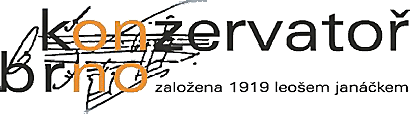 konzervatoř
brno
založena 1919 leošem janáčkem